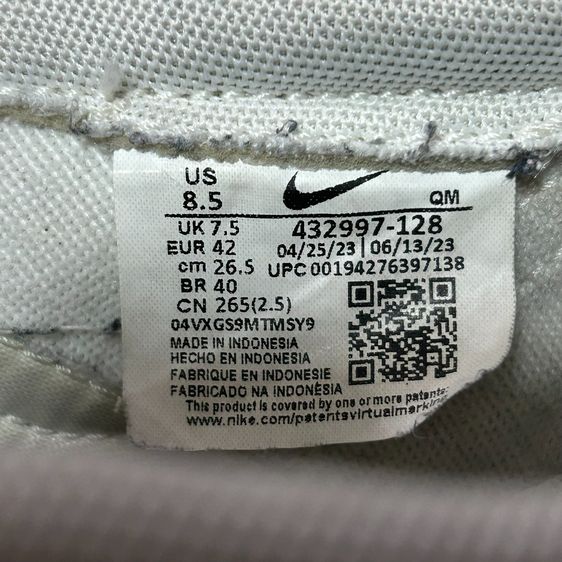 US
8.5 QM
UK 7.5 432997-128
EUR 42 04/25/23 | 06/13/23
cm 26.5 UPC 00194276397138
BR 40
CN 265(2.5)
04VXGS9MTMSY9
MADE IN INDONESIA
HECHO EN INDONESIA
FABRIQUE EN INDONESIE
FABRICADO NA INDONÉSIA
This product is covered by one or more patents.
www.nike.com/patentsvirtualmarking